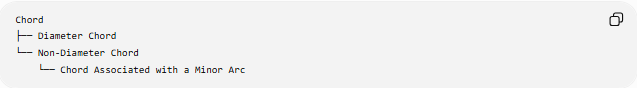 Chord
├── Diameter Chord
└── Non-Diameter Chord
    └── Chord Associated with a Minor Arc